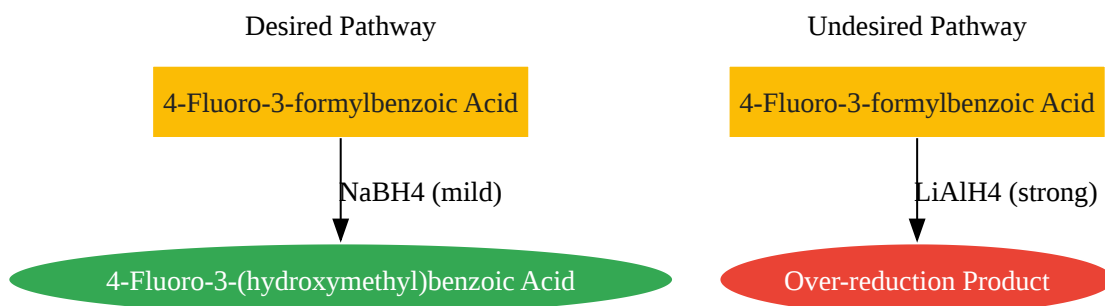 Desired Pathway
4-Fluoro-3-formylbenzoic Acid
NaBH4 (mild)
4-Fluoro-3-(hydroxymethyl)benzoic Acid
Undesired Pathway
4-Fluoro-3-formylbenzoic Acid
LiAlH4 (strong)
Over-reduction Product